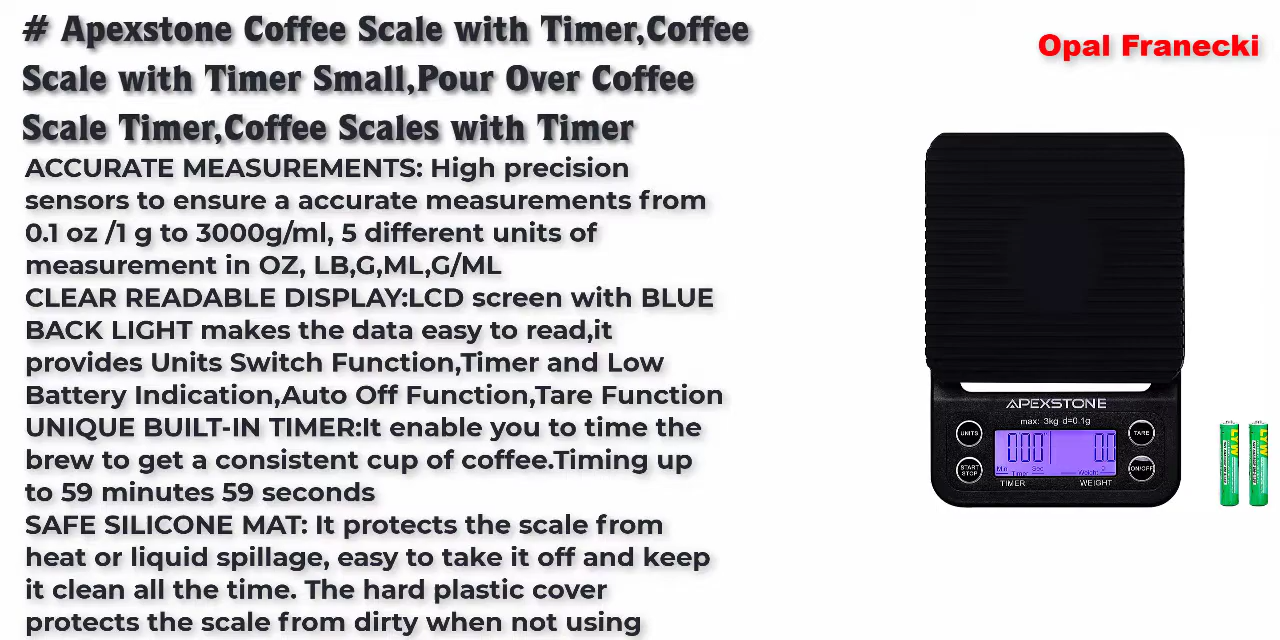 # Apexstone Coffee Scale with Timer,Coffee
Scale with Timer Small,Pour Over Coffee
Scale Timer,Coffee Scales with Timer
Opal Franecki
ACCURATE MEASUREMENTS: High precision
sensors to ensure a accurate measurements from
0.1 oz /1 g to 3000g/ml, 5 different units of
measurement in OZ, LB,G,ML,G/ML
CLEAR READABLE DISPLAY:LCD screen with BLUE
BACK LIGHT makes the data easy to read,it
provides Units Switch Function,Timer and Low
Battery Indication,Auto Off Function,Tare Function
UNIQUE BUILT-IN TIMER:It enable you to time the
brew to get a consistent cup of coffee.Timing up
to 59 minutes 59 seconds
SAFE SILICONE MAT: It protects the scale from
heat or liquid spillage, easy to take it off and keep
it clean all the time. The hard plastic cover
protects the scale from dirty when not using
APEXSTONE
max: 3kg d=0.1g
UNITS
TARE
START
STOP
ON/OFF
Min Timer Sec
Weight
TIMER WEIGHT